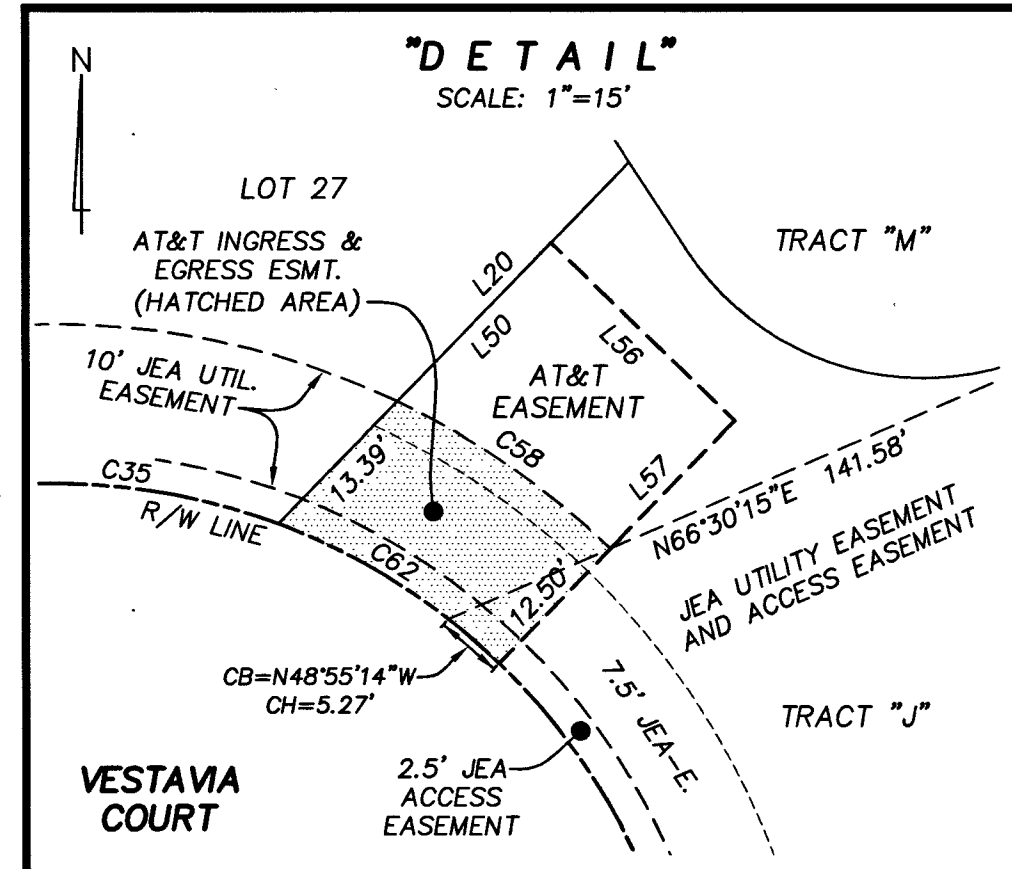 "DETAIL"
SCALE: 1"=15'
N
LOT 27
AT&T INGRESS &
EGRESS ESMT.
(HATCHED AREA)
TRACT "M"
L20
L50
L56
AT&T
EASEMENT
10' JEA UTIL.
EASEMENT
C58
13.39'
L57
C35
R/W LINE
N66°30'15"E 141.58'
C62
12.50'
JEA UTILITY EASEMENT
AND ACCESS EASEMENT
CB=N48°55'14"W
CH=5.27'
7.5' JEA-E.
TRACT "J"
VESTAVIA
COURT
2.5' JEA
ACCESS
EASEMENT